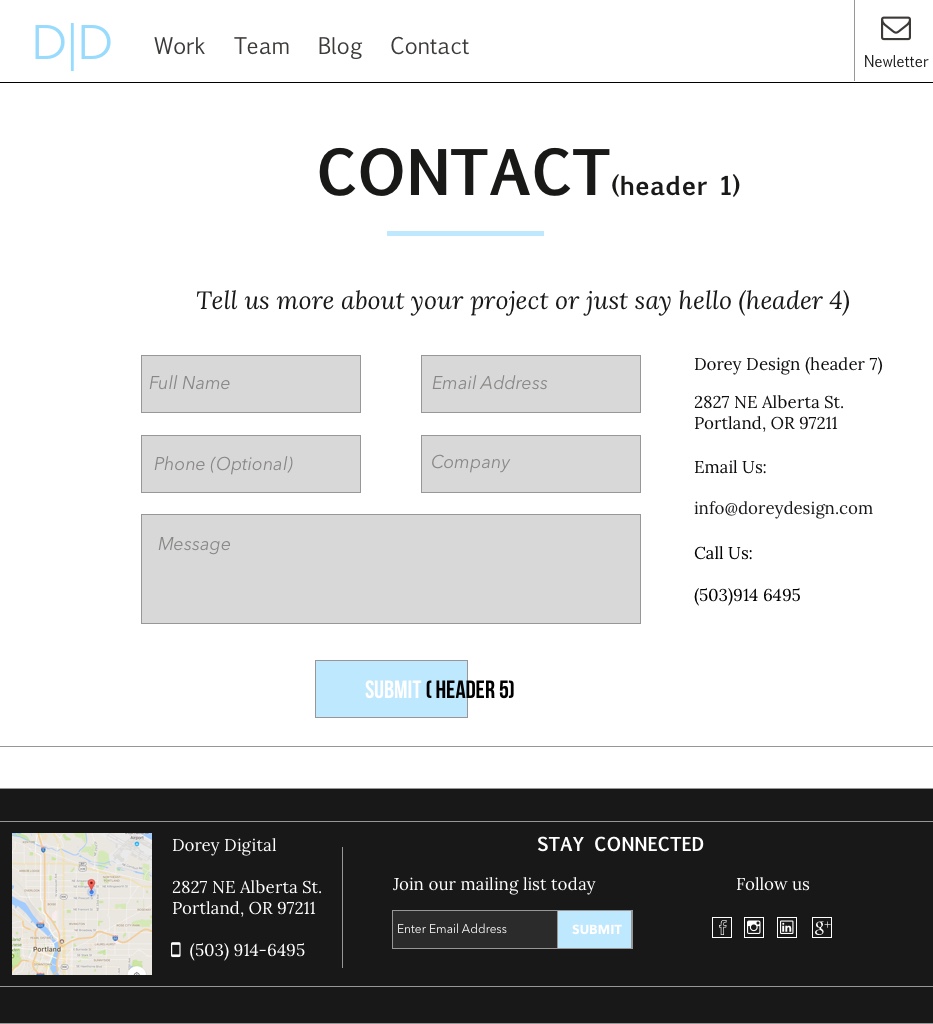 D|D
Work Team Blog Contact
Newletter
CONTACT(header 1)
Tell us more about your project or just say hello (header 4)
Full Name
Email Address
Phone (Optional)
Company
Message
SUBMIT ( HEADER 5)
Dorey Design (header 7)
2827 NE Alberta St.
Portland, OR 97211
Email Us:
info@doreydesign.com
Call Us:
(503)914 6495
Portland
Dorey Digital
2827 NE Alberta St.
Portland, OR 97211
(503) 914-6495
STAY CONNECTED
Join our mailing list today
Enter Email Address
SUBMIT
Follow us
f
in
g+